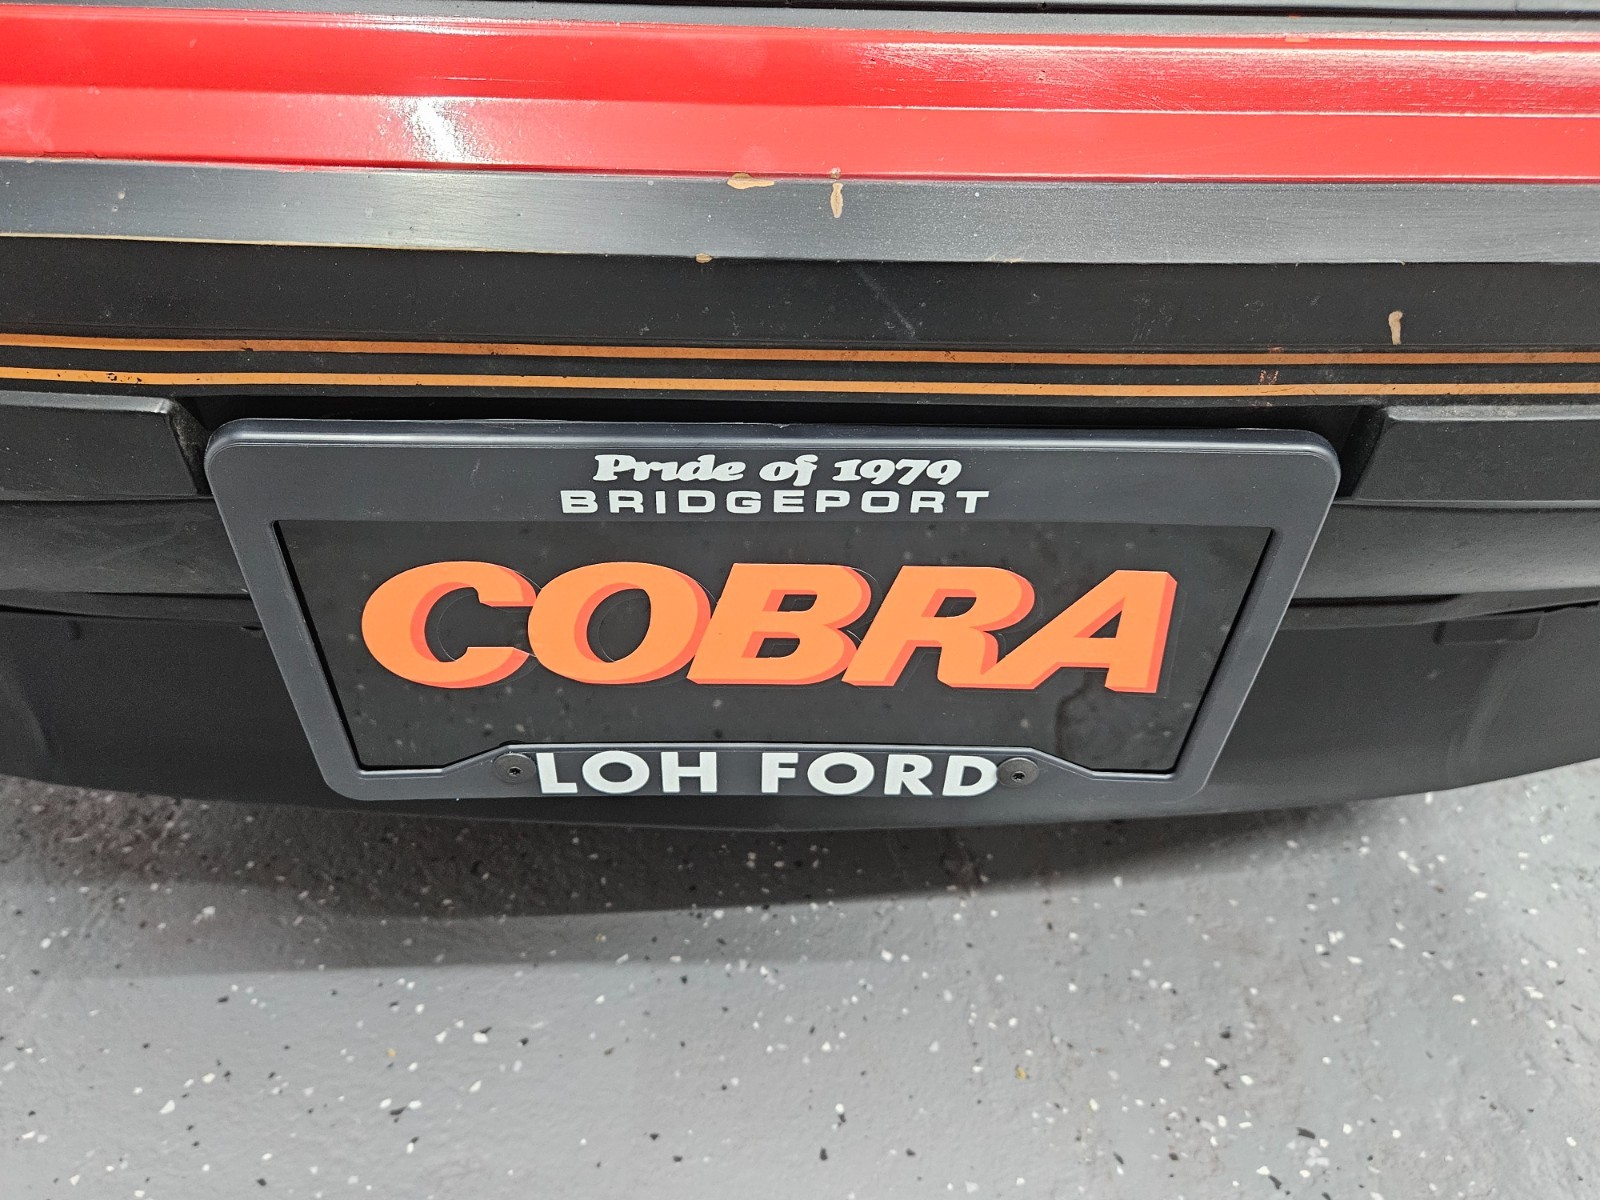 Pride of 1979
BRIDGEPORT
COBRA
LOH FORD